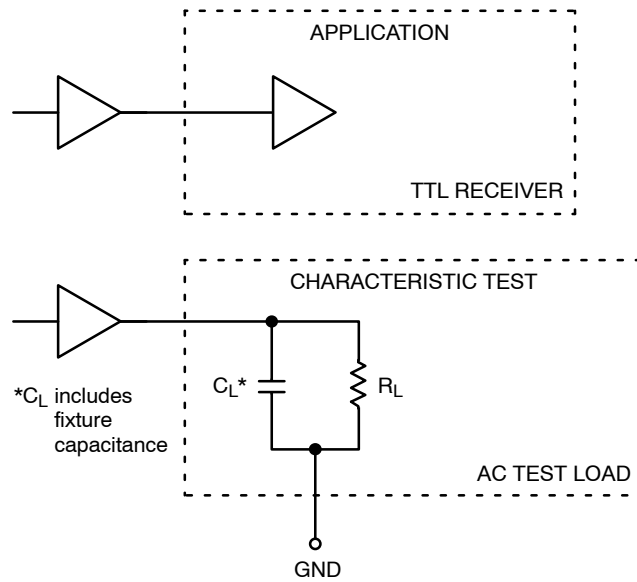 APPLICATION
TTL RECEIVER
CHARACTERISTIC TEST
*CL includes
fixture
capacitance
CL*
RL
AC TEST LOAD
GND